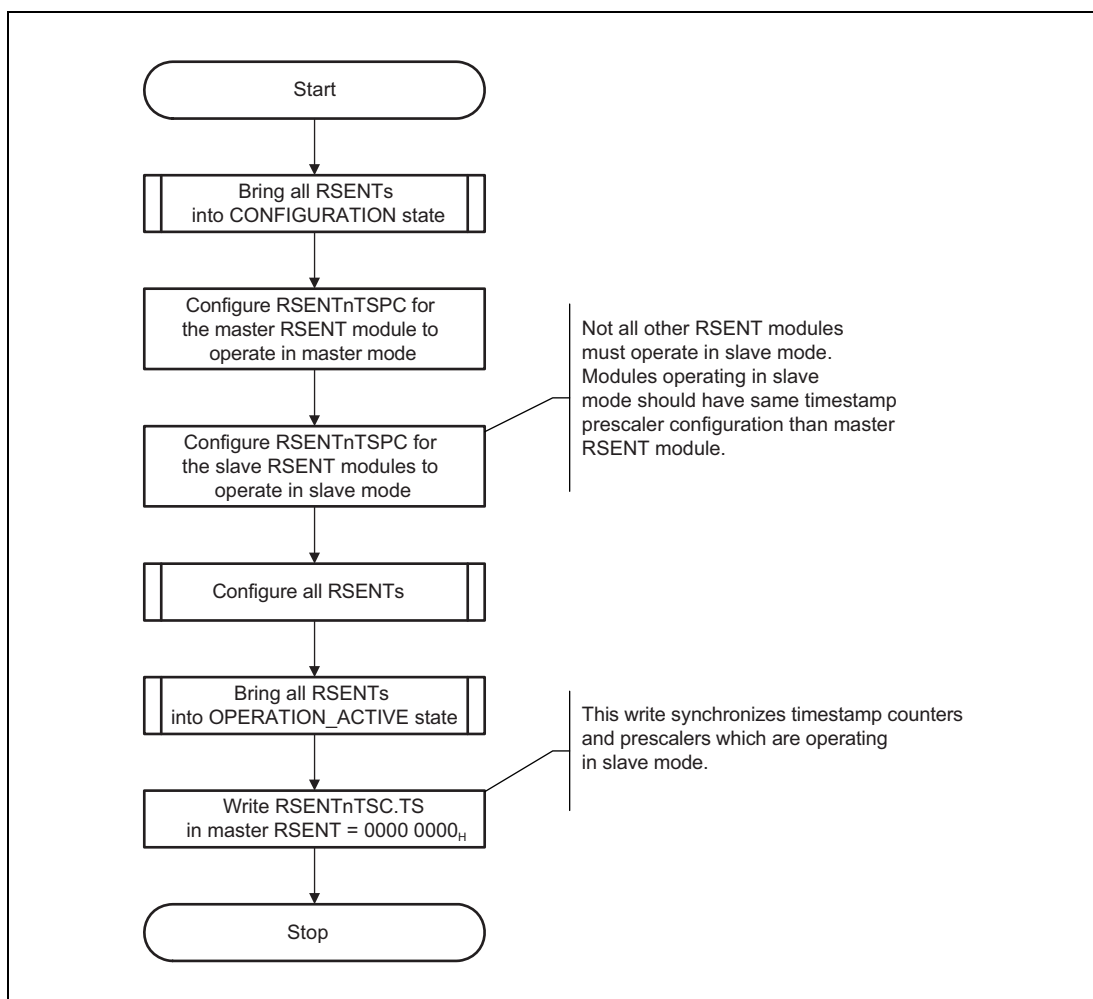 Start
Bring all RSENTs
into CONFIGURATION state
Configure RSENTnTSPC for
the master RSENT module to
operate in master mode
Not all other RSENT modules
must operate in slave mode.
Modules operating in slave
mode should have same timestamp
prescaler configuration than master
RSENT module.
Configure RSENTnTSPC for
the slave RSENT modules to
operate in slave mode
Configure all RSENTs
Bring all RSENTs
into OPERATION_ACTIVE state
This write synchronizes timestamp counters
and prescalers which are operating
in slave mode.
Write RSENTnTSC.TS
in master RSENT = 0000 0000H
Stop